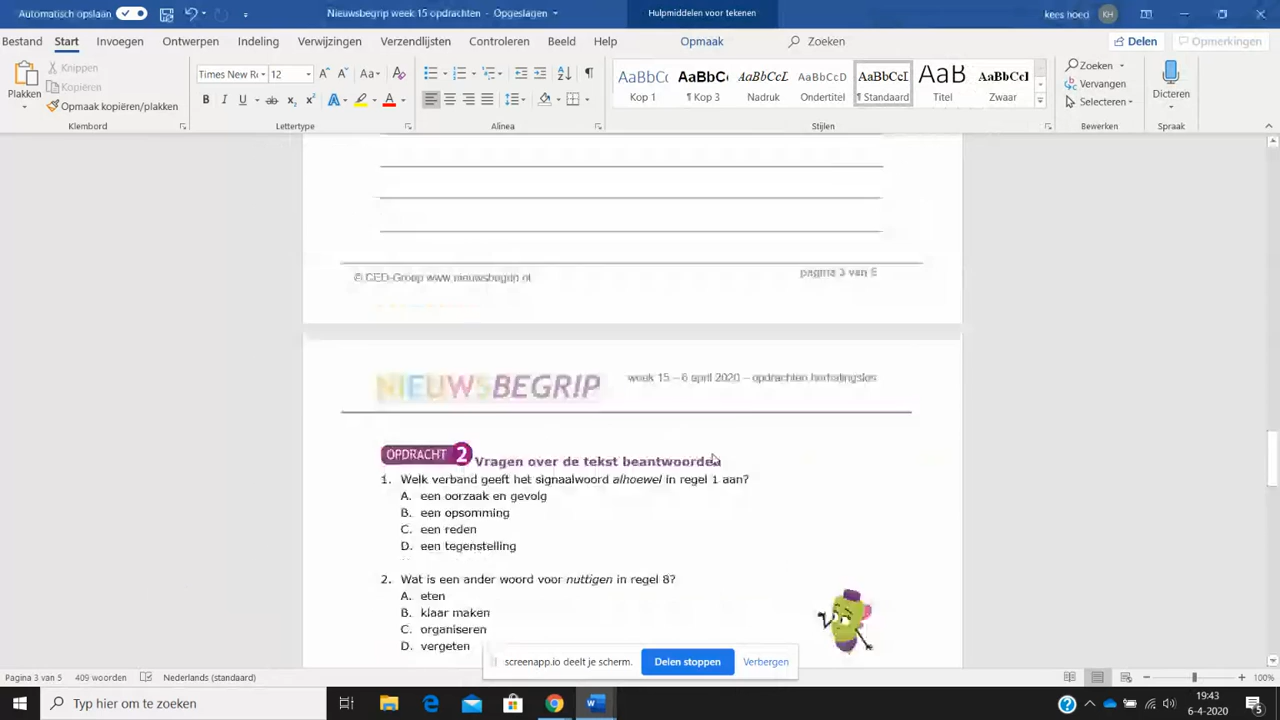 Automatisch opslaan
Nieuwsbegrip week 15 opdrachten - Opgeslagen
Hulpmiddelen voor tekenen
kees hoed KH
Bestand Start Invoegen Ontwerpen Indeling Verwijzingen Verzendlijsten Controleren Beeld Help Opmaak Zoeken Delen Opmerkingen
Plakken
Knippen
Kopiëren
Opmaak kopiëren/plakken
Klembord
Times New R 12
B I U ab x₂ x²
Lettertype
Alinea
AaBbCc AaBbCc AaBbCcL AaBbCcD AaBbCcL AaB AaBbCcI
Kop 1 ¶ Kop 3 Nadruk Ondertitel ¶ Standaard Titel Zwaar
Stijlen
Zoeken
Vervangen
Selecteren
Bewerken
Dicteren
Spraak
© CED-Groep www.nieuwsbegrip.nl
pagina 3 van 5
NIEUWSBEGRIP
week 15 – 6 april 2020 – opdrachten herhalingsles
OPDRACHT 2 Vragen over de tekst beantwoorden
1. Welk verband geeft het signaalwoord alhoewel in regel 1 aan?
A. een oorzaak en gevolg
B. een opsomming
C. een reden
D. een tegenstelling
2. Wat is een ander woord voor nuttigen in regel 8?
A. eten
B. klaar maken
C. organiseren
D. vergeten
screenapp.io deelt je scherm. Delen stoppen Verbergen
Pagina 3 van 5 409 woorden Nederlands (standaard) 100%
Typ hier om te zoeken
19:43
6-4-2020
5